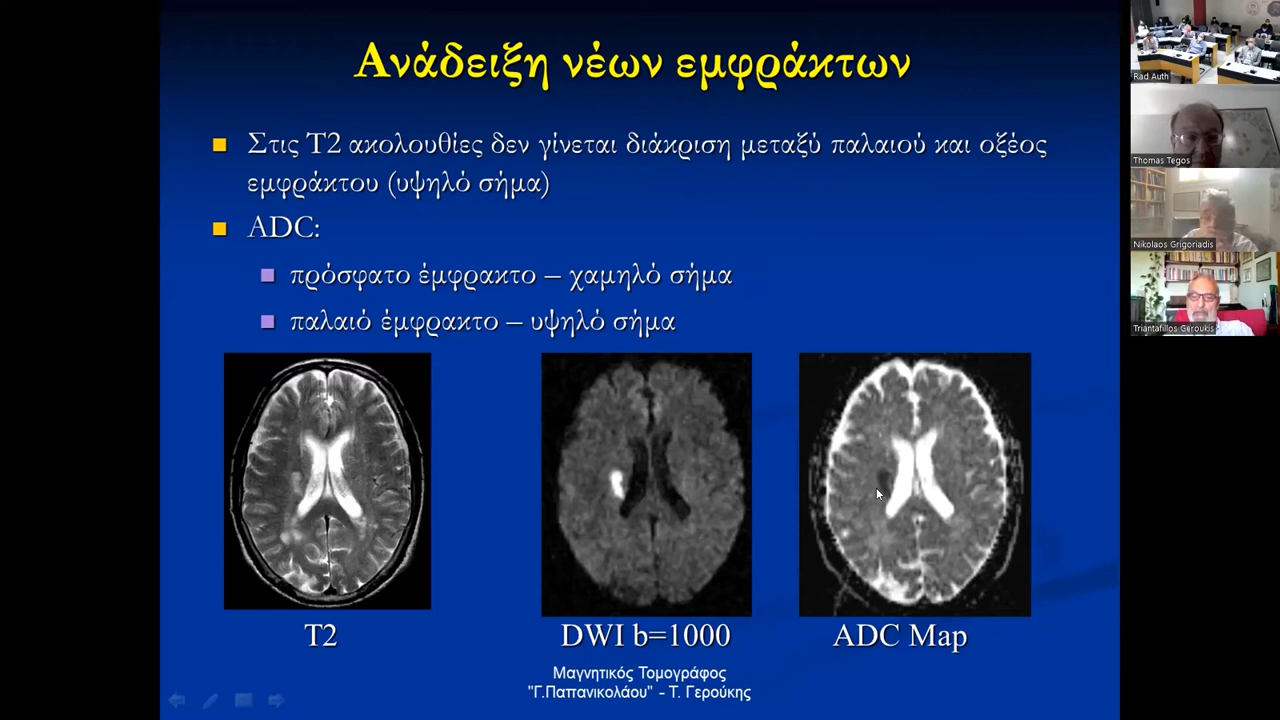 Ανάδειξη νέων εμφράκτων
Στις Τ2 ακολουθίες δεν γίνεται διάκριση μεταξύ παλαιού και οξέος
εμφράκτου (υψηλό σήμα)
ADC:
πρόσφατο έμφρακτο – χαμηλό σήμα
παλαιό έμφρακτο – υψηλό σήμα
T2
DWI b=1000
ADC Map
Μαγνητικός Τομογράφος
"Γ.Παπανικολάου" - Τ. Γερούκης
Rad Auth
Thomas Tegos
Nikolaos Grigoriadis
Triantafillos Geroukis